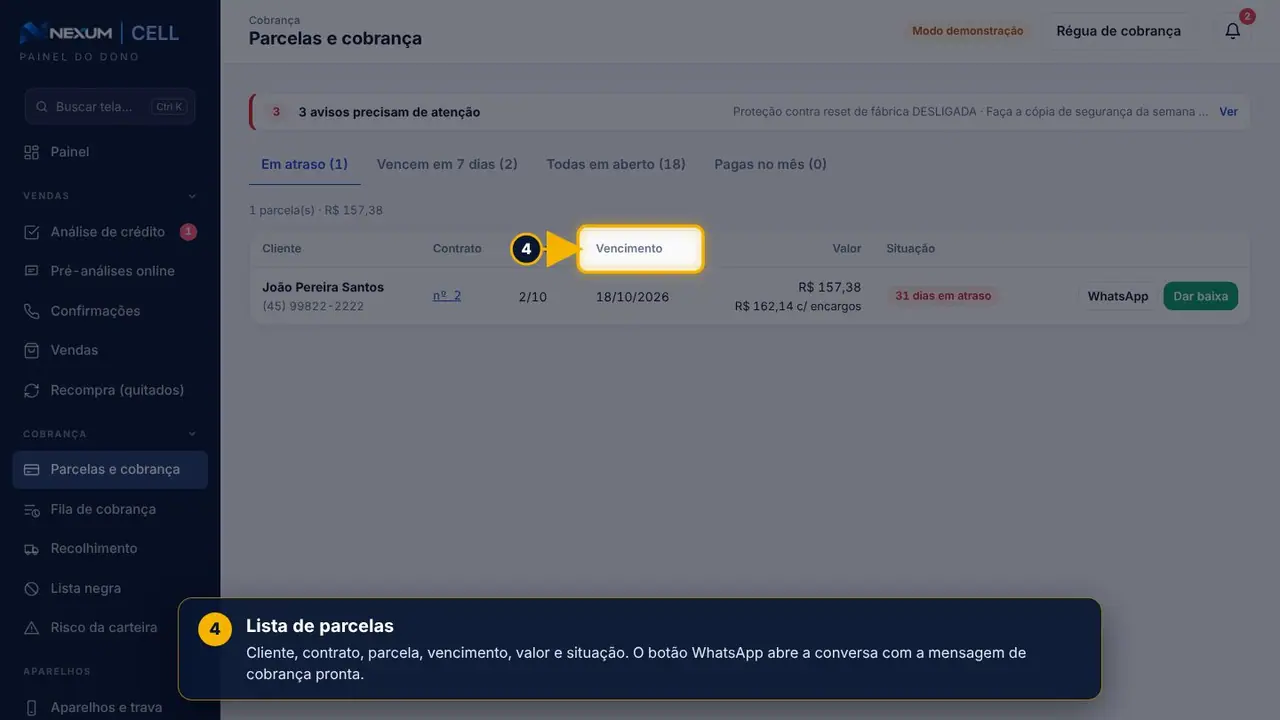 NEXUM | CELL
PAINEL DO DONO
Buscar tela... Ctrl K
Painel
VENDAS
Análise de crédito 1
Pré-análises online
Confirmações
Vendas
Recompra (quitados)
COBRANÇA
Parcelas e cobrança
Fila de cobrança
Recolhimento
Lista negra
Risco da carteira
APARELHOS
Aparelhos e trava
Cobrança
Parcelas e cobrança
Modo demonstração
Régua de cobrança
2
3 3 avisos precisam de atenção
Proteção contra reset de fábrica DESLIGADA · Faça a cópia de segurança da semana ... Ver
Em atraso (1) Vencem em 7 dias (2) Todas em aberto (18) Pagas no mês (0)
1 parcela(s) · R$ 157,38
Cliente Contrato 4 Vencimento Valor Situação
João Pereira Santos
(45) 99822-2222
nº 2
2/10
18/10/2026
R$ 157,38
R$ 162,14 c/ encargos
31 dias em atraso
WhatsApp
Dar baixa
4 Lista de parcelas
Cliente, contrato, parcela, vencimento, valor e situação. O botão WhatsApp abre a conversa com a mensagem de
cobrança pronta.